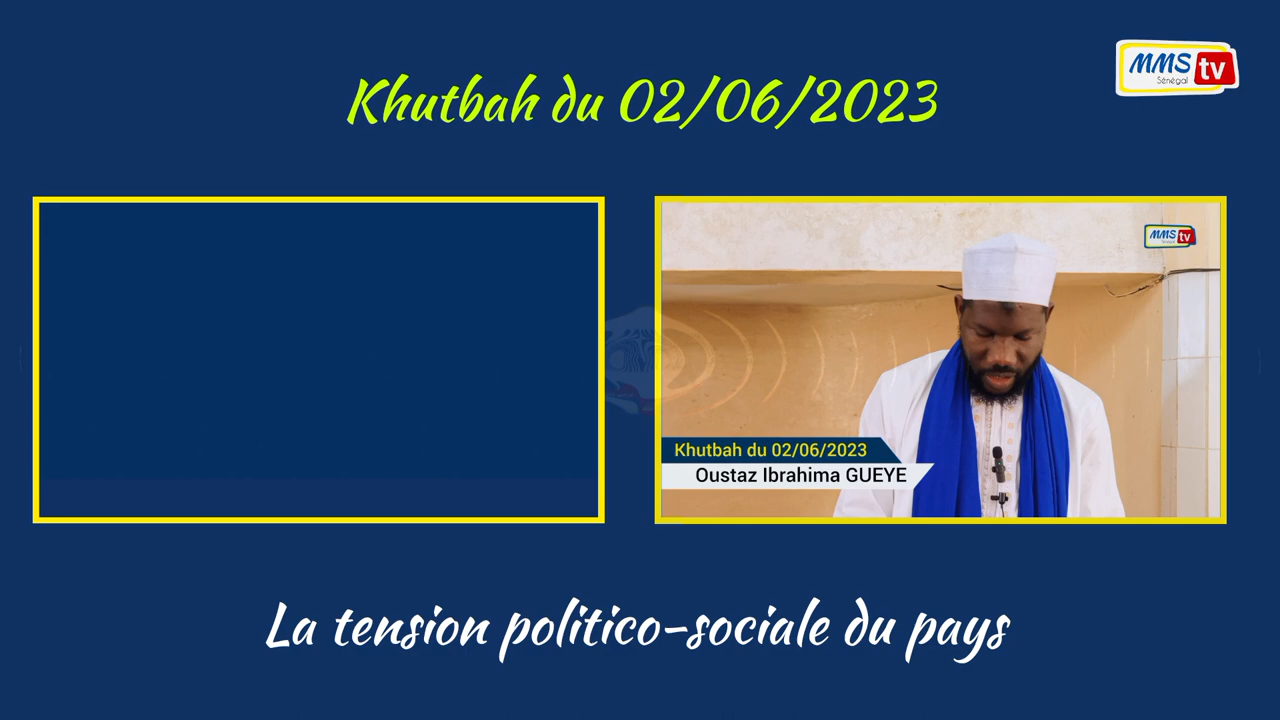 MMS tv
Sénégal
Khutbah du 02/06/2023
MMS tv
Khutbah du 02/06/2023
Oustaz Ibrahima GUEYE
La tension politico-sociale du pays